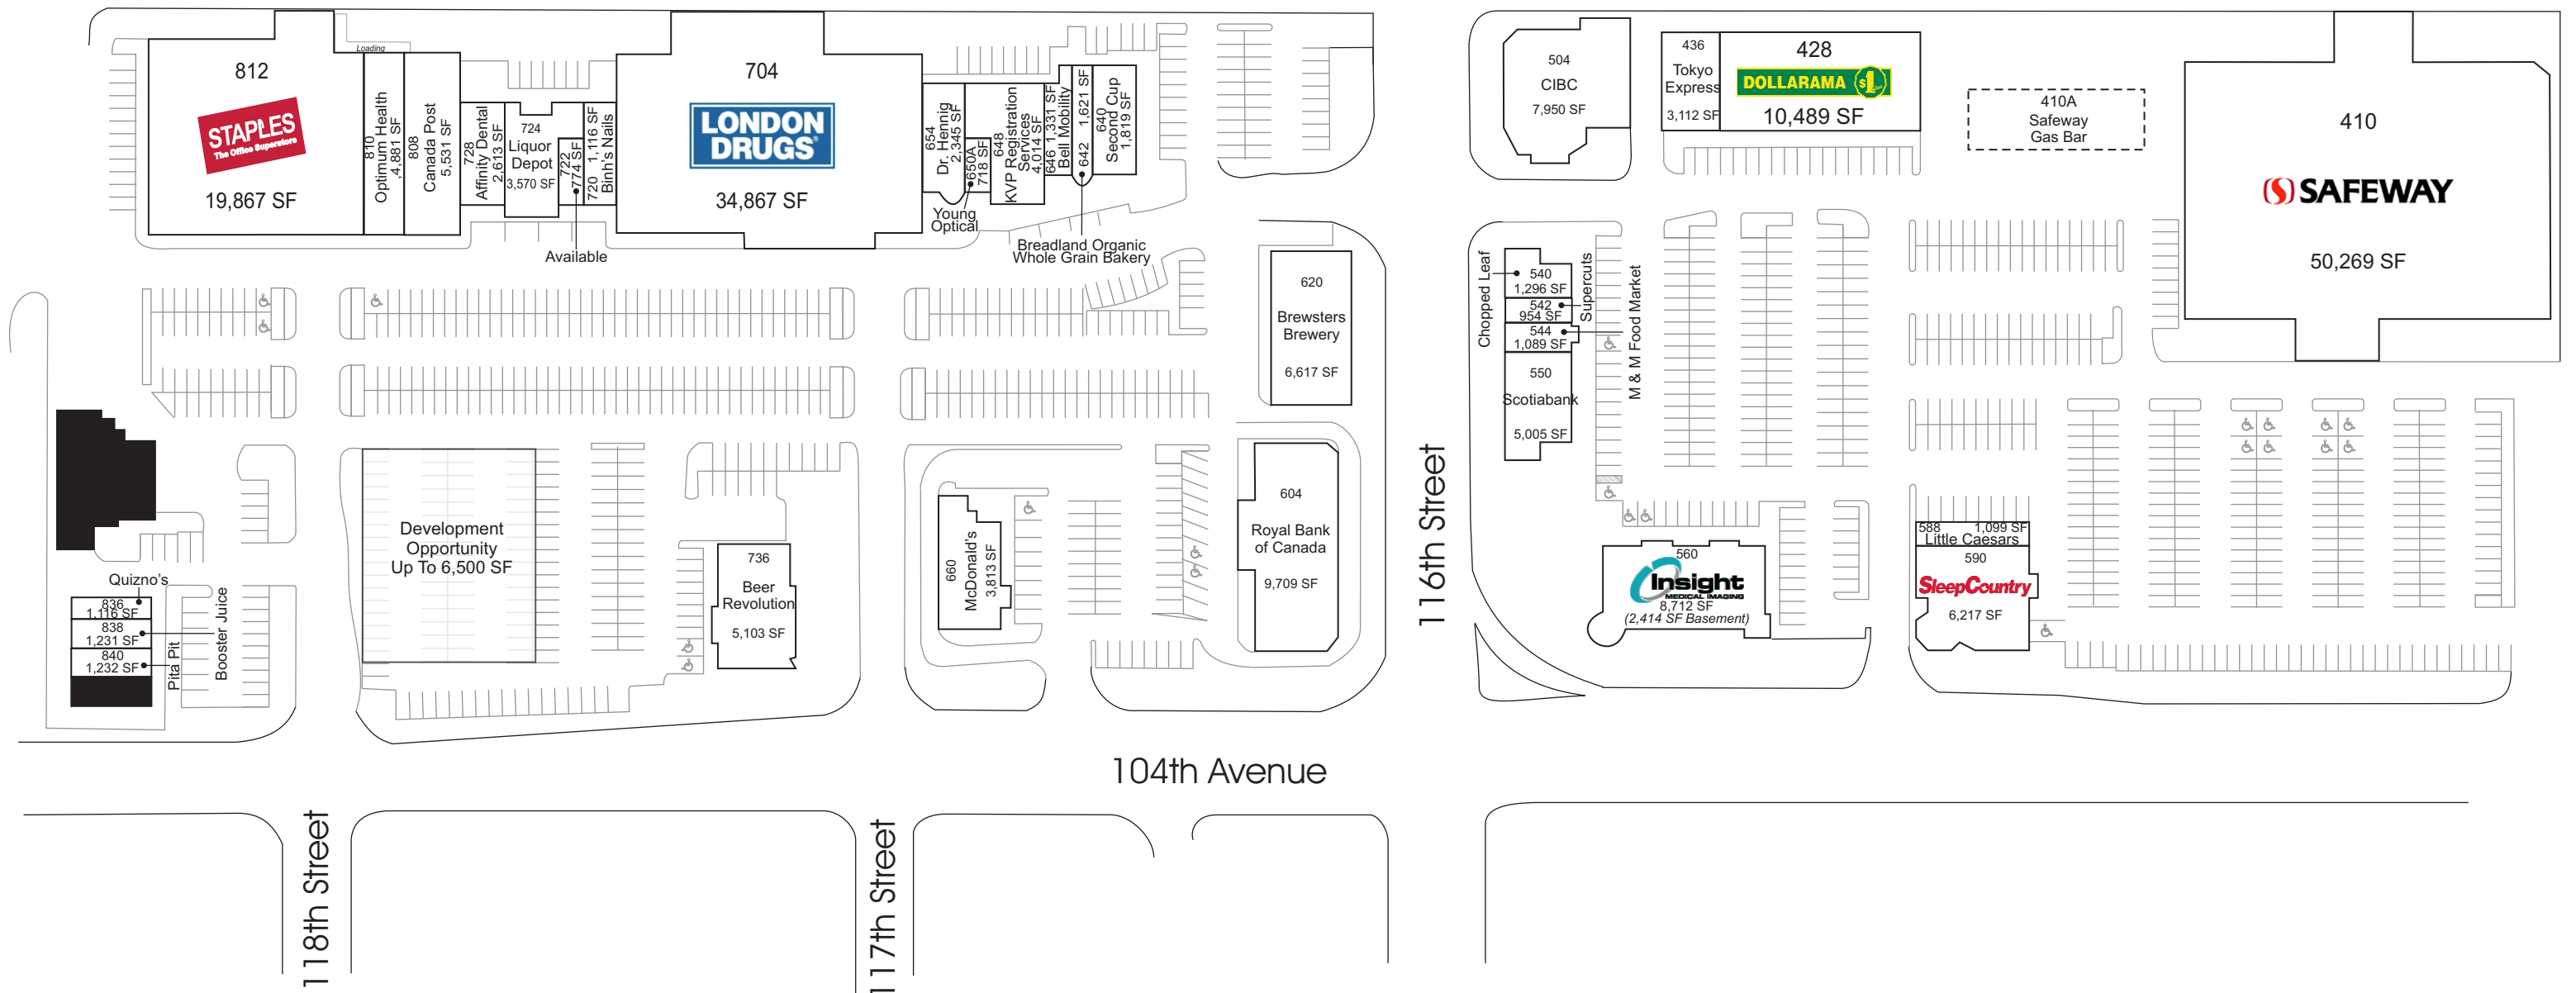 812
STAPLES
The Office Superstore
19,867 SF
Loading
810
Optimum Health
4,881 SF
808
Canada Post
5,531 SF
728
Affinity Dental
2,613 SF
724
Liquor
Depot
3,570 SF
722
774 SF
Available
720 1,116 SF
Binh's Nails
704
LONDON
DRUGS
34,867 SF
654
Dr. Hennig
2,345 SF
650A
718 SF
Young
Optical
648
KVP Registration
Services
4,014 SF
646 1,331 SF
Bell Mobility
642 1,621 SF
Breadland Organic
Whole Grain Bakery
640
Second Cup
1,819 SF
504
CIBC
7,950 SF
436
Tokyo
Express
3,112 SF
428
DOLLARAMA $1
10,489 SF
410A
Safeway
Gas Bar
410
SAFEWAY
50,269 SF
620
Brewsters
Brewery
6,617 SF
Chopped Leaf
540
1,296 SF
542
954 SF
Supercuts
544
1,089 SF
M & M Food Market
550
Scotiabank
5,005 SF
Development
Opportunity
Up To 6,500 SF
736
Beer
Revolution
5,103 SF
660
McDonald's
3,813 SF
604
Royal Bank
of Canada
9,709 SF
116th Street
560
Insight
MEDICAL IMAGING
8,712 SF
(2,414 SF Basement)
588 1,099 SF
Little Caesars
590
SleepCountry
6,217 SF
Quizno's
836
1,116 SF
838
1,231 SF
840
1,232 SF
Pita Pit
Booster Juice
104th Avenue
118th Street
117th Street